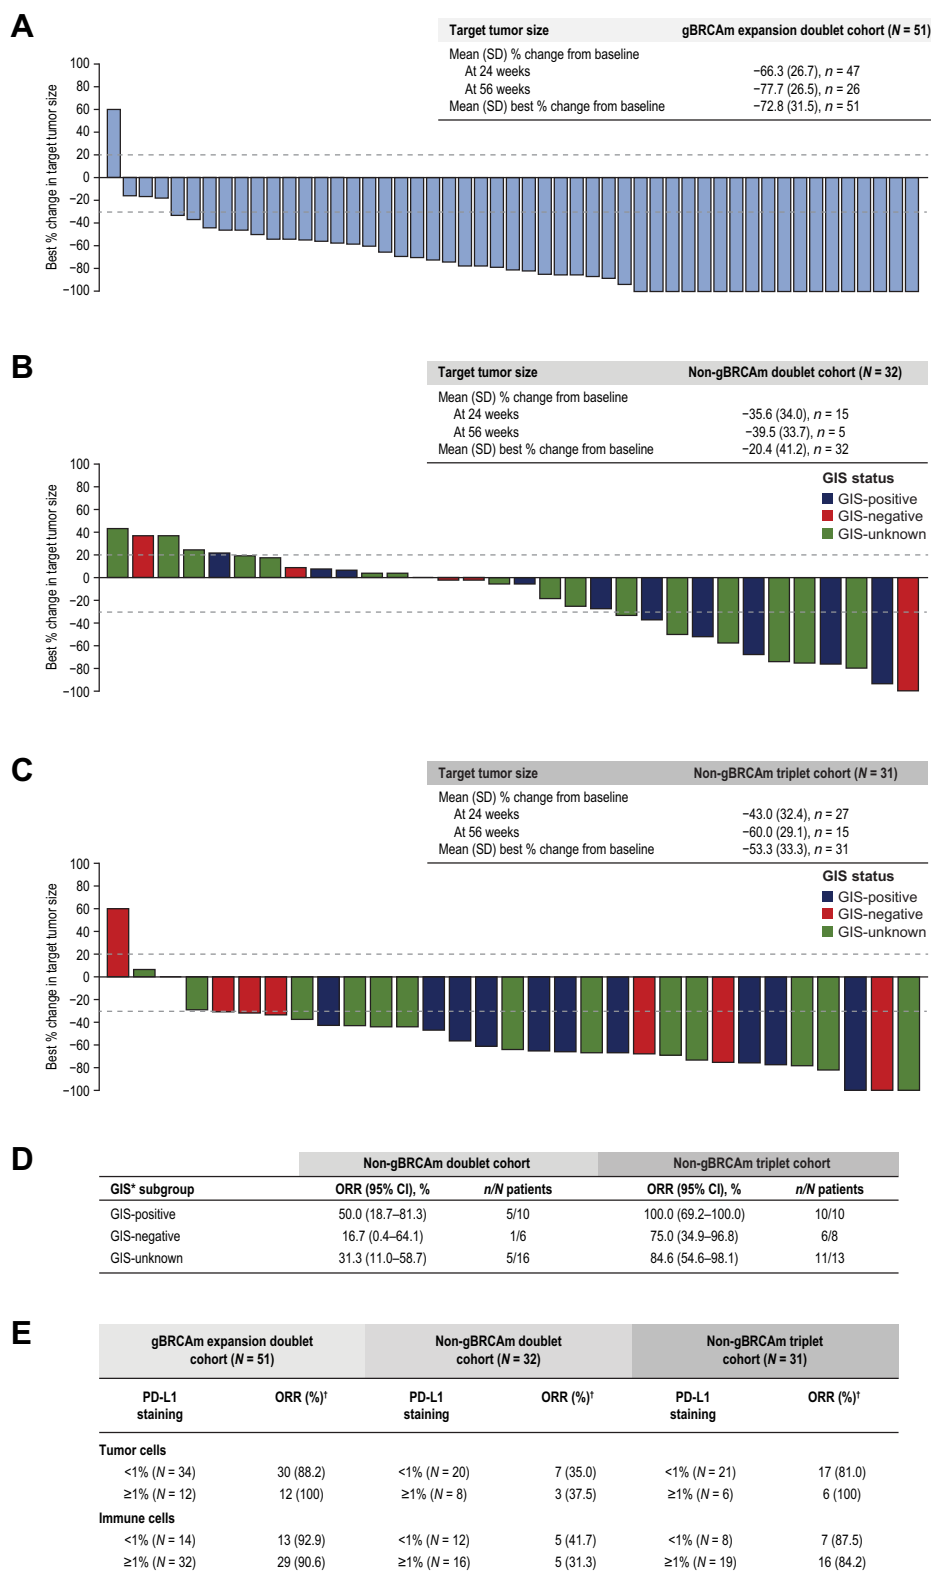 A
Target tumor size gBRCAm expansion doublet cohort (N = 51)
Mean (SD) % change from baseline
At 24 weeks −66.3 (26.7), n = 47
At 56 weeks −77.7 (26.5), n = 26
Mean (SD) best % change from baseline −72.8 (31.5), n = 51
Best % change in target tumor size
100
80
60
40
20
0
−20
−40
−60
−80
−100
B
Target tumor size Non-gBRCAm doublet cohort (N = 32)
Mean (SD) % change from baseline
At 24 weeks −35.6 (34.0), n = 15
At 56 weeks −39.5 (33.7), n = 5
Mean (SD) best % change from baseline −20.4 (41.2), n = 32
GIS status
GIS-positive
GIS-negative
GIS-unknown
Best % change in target tumor size
100
80
60
40
20
0
−20
−40
−60
−80
−100
C
Target tumor size Non-gBRCAm triplet cohort (N = 31)
Mean (SD) % change from baseline
At 24 weeks −43.0 (32.4), n = 27
At 56 weeks −60.0 (29.1), n = 15
Mean (SD) best % change from baseline −53.3 (33.3), n = 31
GIS status
GIS-positive
GIS-negative
GIS-unknown
Best % change in target tumor size
100
80
60
40
20
0
−20
−40
−60
−80
−100
D
Non-gBRCAm doublet cohort Non-gBRCAm triplet cohort
GIS* subgroup ORR (95% CI), % n/N patients ORR (95% CI), % n/N patients
GIS-positive 50.0 (18.7–81.3) 5/10 100.0 (69.2–100.0) 10/10
GIS-negative 16.7 (0.4–64.1) 1/6 75.0 (34.9–96.8) 6/8
GIS-unknown 31.3 (11.0–58.7) 5/16 84.6 (54.6–98.1) 11/13
E
gBRCAm expansion doublet Non-gBRCAm doublet Non-gBRCAm triplet
cohort (N = 51) cohort (N = 32) cohort (N = 31)
PD-L1 ORR (%)† PD-L1 ORR (%)† PD-L1 ORR (%)†
staining staining staining
Tumor cells
<1% (N = 34) 30 (88.2) <1% (N = 20) 7 (35.0) <1% (N = 21) 17 (81.0)
≥1% (N = 12) 12 (100) ≥1% (N = 8) 3 (37.5) ≥1% (N = 6) 6 (100)
Immune cells
<1% (N = 14) 13 (92.9) <1% (N = 12) 5 (41.7) <1% (N = 8) 7 (87.5)
≥1% (N = 32) 29 (90.6) ≥1% (N = 16) 5 (31.3) ≥1% (N = 19) 16 (84.2)